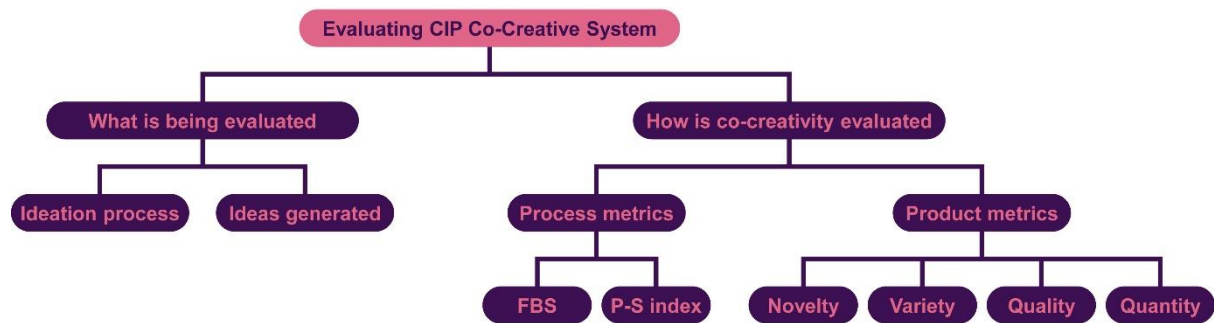 Evaluating CIP Co-Creative System
What is being evaluated
How is co-creativity evaluated
Ideation process
Ideas generated
Process metrics
Product metrics
FBS
P-S index
Novelty
Variety
Quality
Quantity